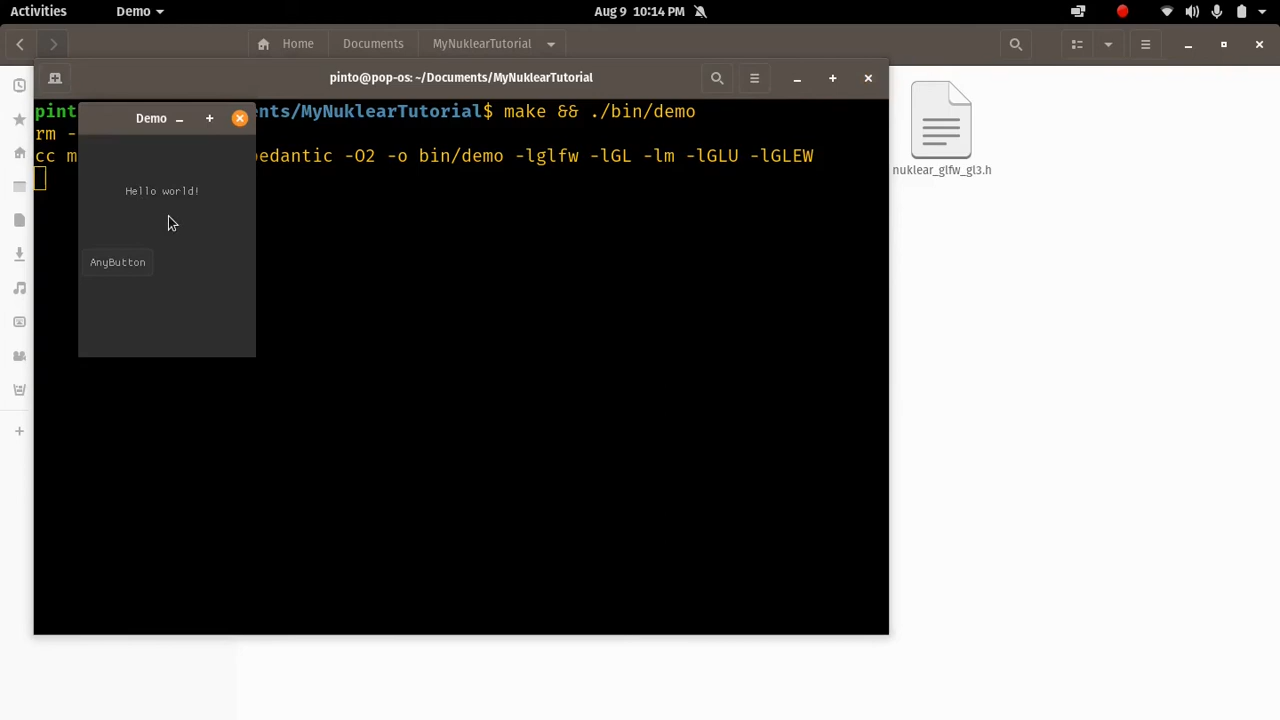 Activities Demo Aug 9 10:14 PM
Home Documents MyNuklearTutorial
pinto@pop-os: ~/Documents/MyNuklearTutorial
pint ents/MyNuklearTutorial$ make && ./bin/demo
rm -
cc m pedantic -O2 -o bin/demo -lglfw -lGL -lm -lGLU -lGLEW
Demo
Hello world!
AnyButton
nuklear_glfw_gl3.h